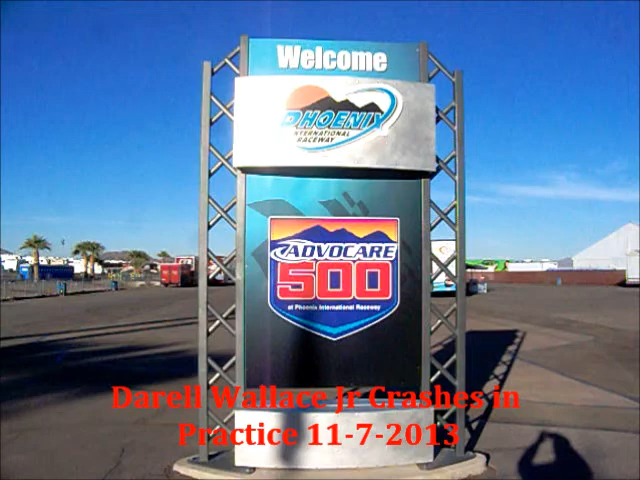 Welcome
PHOENIX
INTERNATIONAL
RACEWAY
ADVOCARE
500
at Phoenix International Raceway
Darell Wallace Jr Crashes in
Practice 11-7-2013